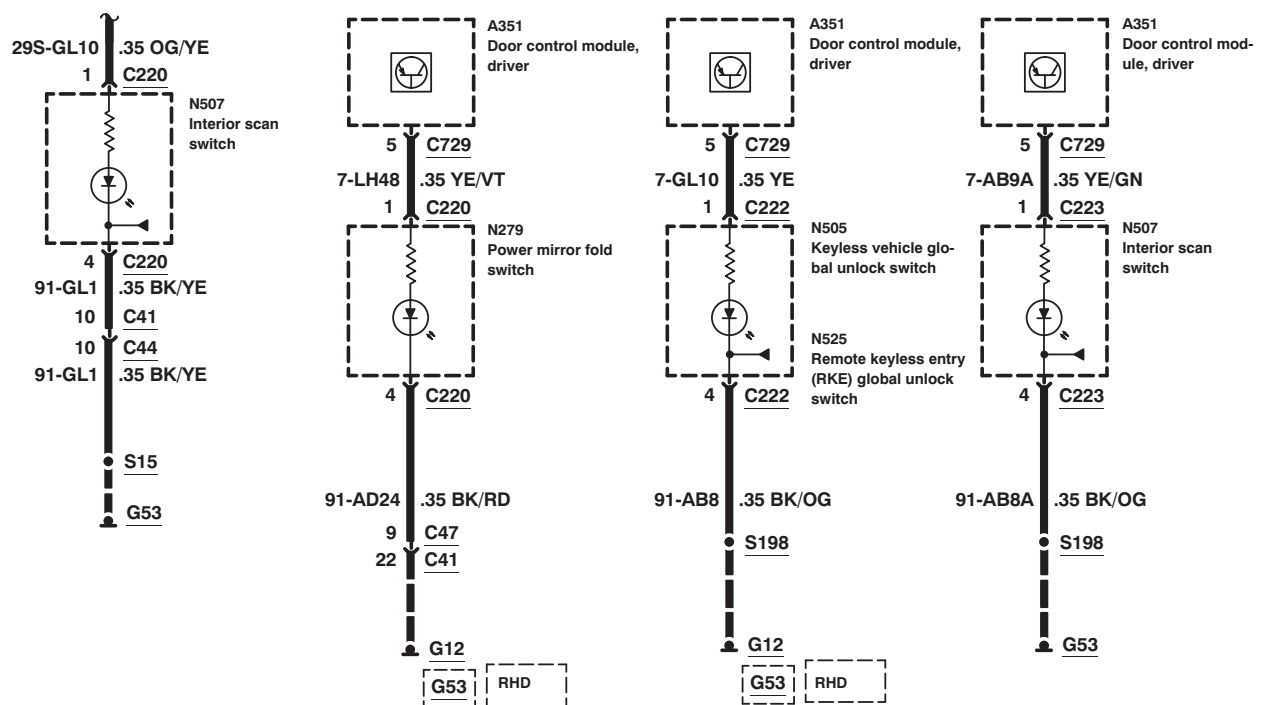 29S-GL10 .35 OG/YE
1 C220
N507
Interior scan
switch
4 C220
91-GL1 .35 BK/YE
10 C41
10 C44
91-GL1 .35 BK/YE
S15
G53
A351
Door control module,
driver
5 C729
7-LH48 .35 YE/VT
1 C220
N279
Power mirror fold
switch
4 C220
91-AD24 .35 BK/RD
9 C47
22 C41
G12
G53 RHD
A351
Door control module,
driver
5 C729
7-GL10 .35 YE
1 C222
N505
Keyless vehicle glo-
bal unlock switch
N525
Remote keyless entry
(RKE) global unlock
switch
4 C222
91-AB8 .35 BK/OG
S198
G12
G53 RHD
A351
Door control mod-
ule, driver
5 C729
7-AB9A .35 YE/GN
1 C223
N507
Interior scan
switch
4 C223
91-AB8A .35 BK/OG
S198
G53